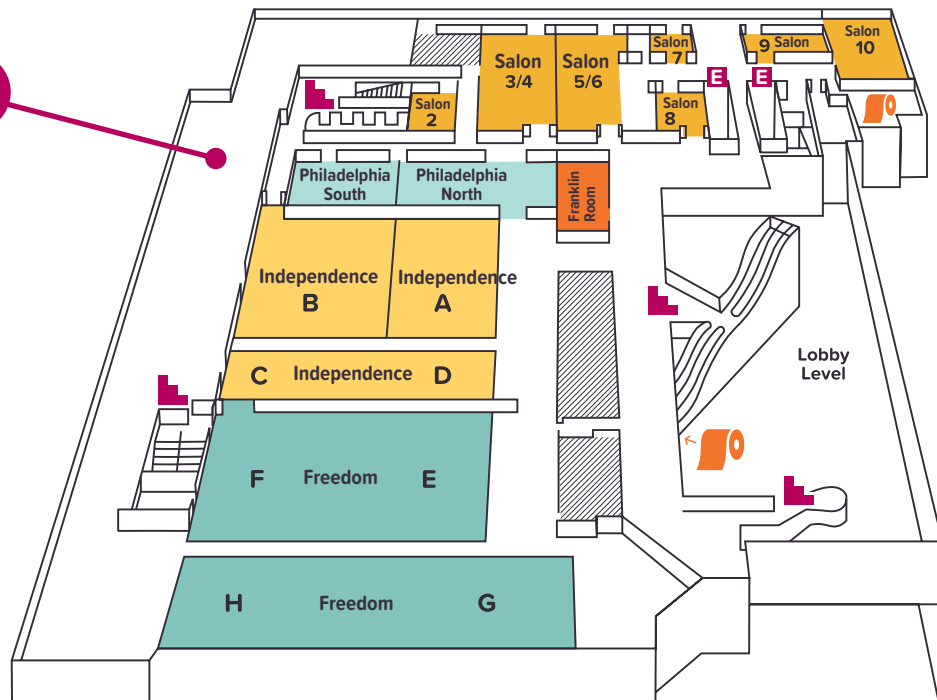 Salon
10
9 Salon
Salon
7
Salon
3/4
Salon
5/6
E
E
Salon
2
Salon
8
Philadelphia
South
Philadelphia
North
Franklin
Room
Independence
B
Independence
A
Lobby
Level
C Independence D
F Freedom E
H Freedom G